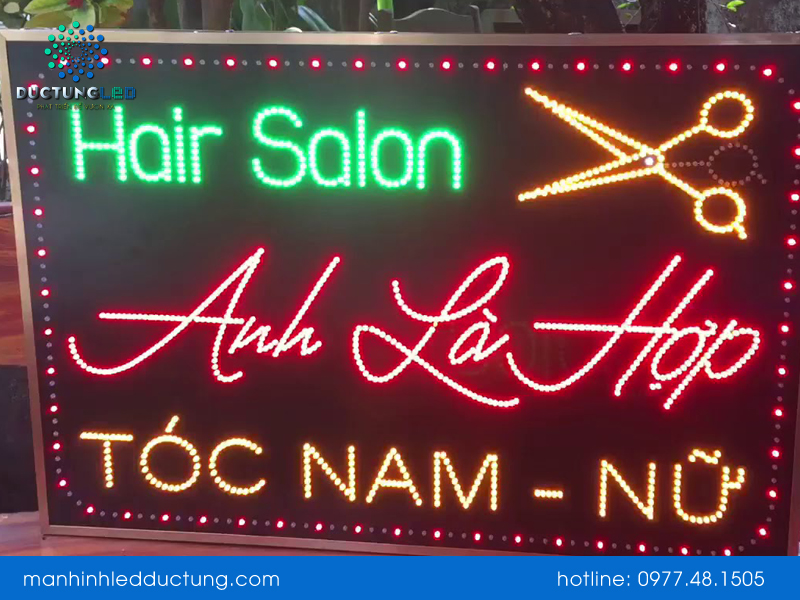 DUCTUNGLED
Hair Salon
Anh Là Hợp
TÓC NAM - NỮ
manhinhledductung.com
hotline: 0977.48.1505